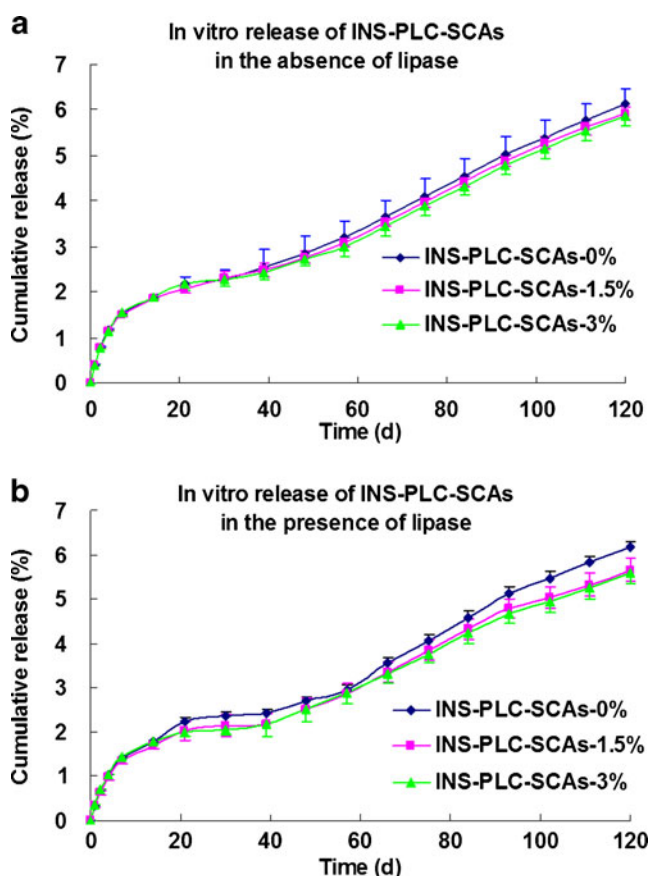 a
In vitro release of INS-PLC-SCAs
in the absence of lipase
7
6
5
4
3
2
1
0
Cumulative release (%)
INS-PLC-SCAs-0%
INS-PLC-SCAs-1.5%
INS-PLC-SCAs-3%
0 20 40 60 80 100 120
Time (d)
b
In vitro release of INS-PLC-SCAs
in the presence of lipase
7
6
5
4
3
2
1
0
Cumulative release (%)
INS-PLC-SCAs-0%
INS-PLC-SCAs-1.5%
INS-PLC-SCAs-3%
0 20 40 60 80 100 120
Time (d)